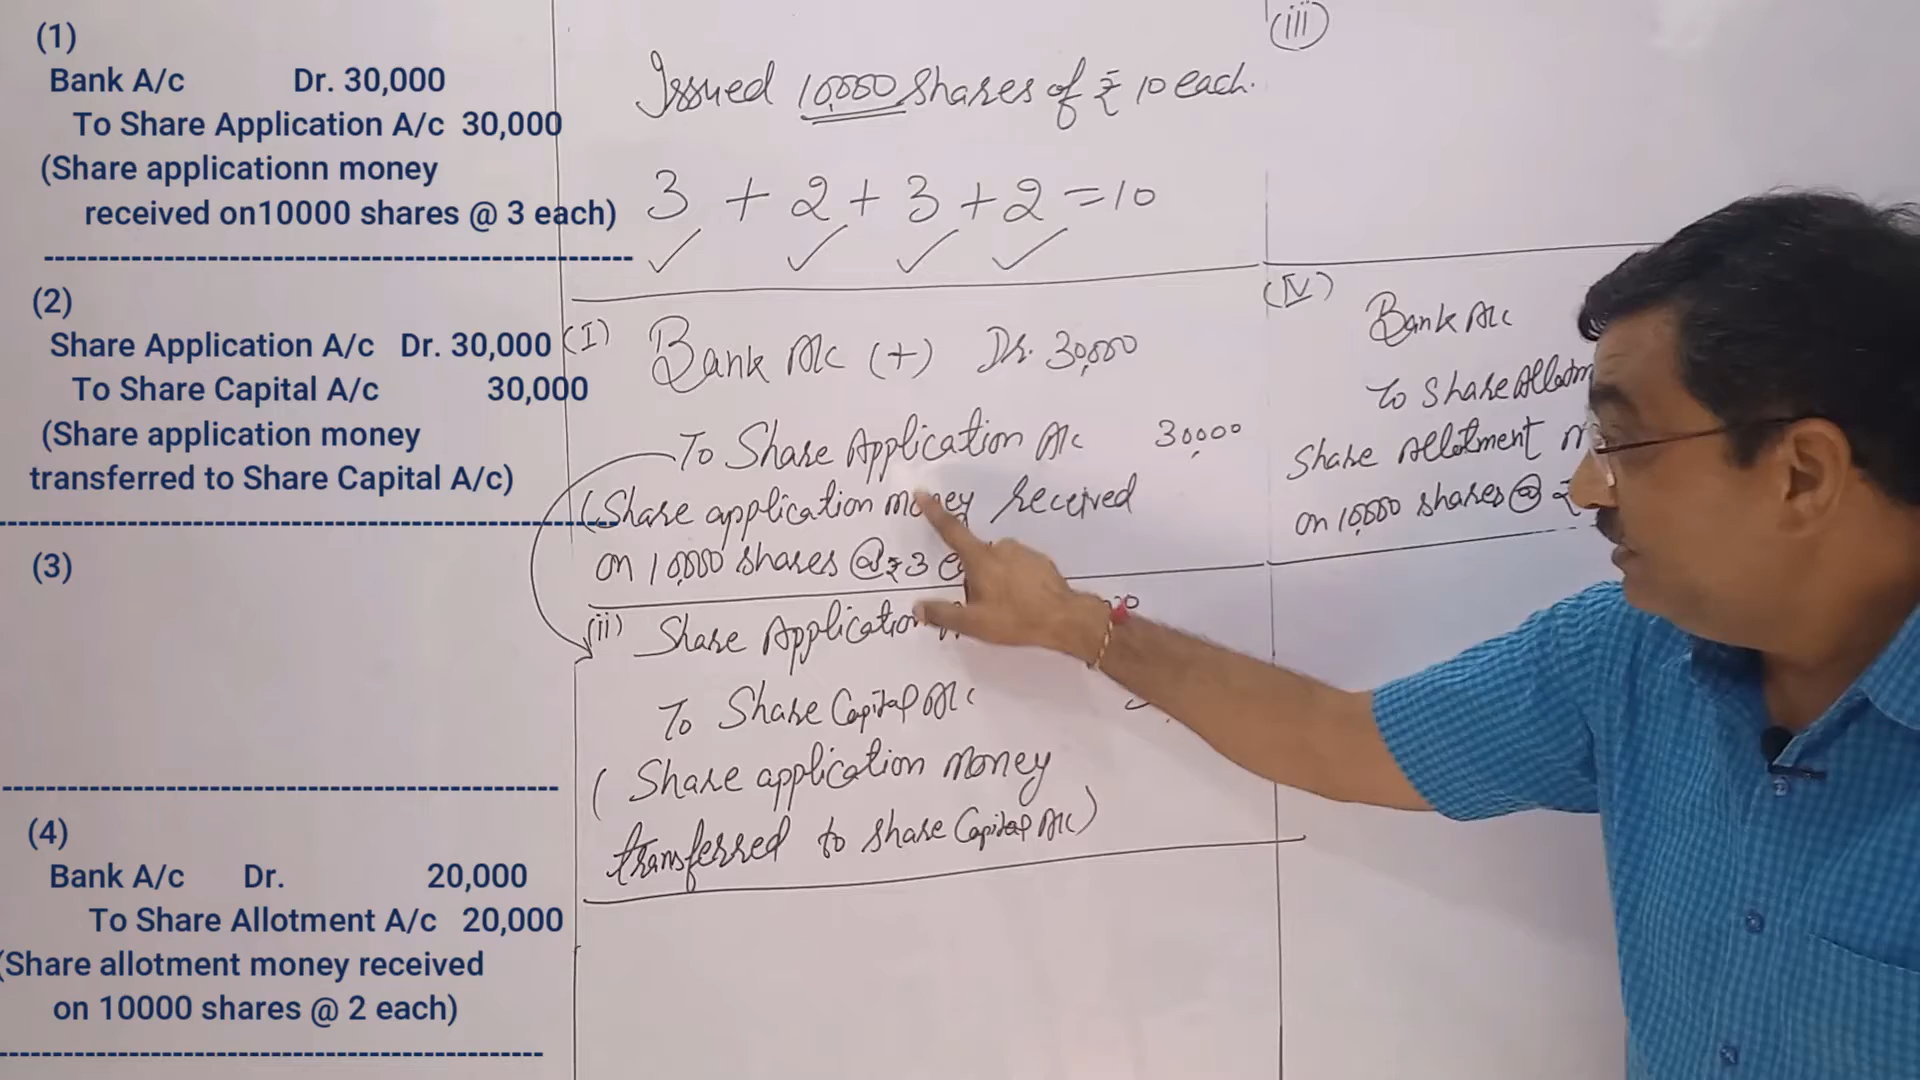 (1)
Bank A/c Dr. 30,000
To Share Application A/c 30,000
(Share applicationn money
received on10000 shares @ 3 each)
(2)
Share Application A/c Dr. 30,000
To Share Capital A/c 30,000
(Share application money
transferred to Share Capital A/c)
(3)
(4)
Bank A/c Dr. 20,000
To Share Allotment A/c 20,000
(Share allotment money received
on 10000 shares @ 2 each)
Issued 10,000 shares of ₹ 10 each.
3 + 2 + 3 + 2 = 10
(I) Bank A/c (+) Dr. 30,000
To Share Application A/c 30,000
(Share application money received
on 10,000 shares @ ₹3
(ii) Share Application
To Share Capital A/c
(Share application money
transferred to share Capital A/c)
(iii)
(IV) Bank A/c
To Share
Share Allotment
on 10,000 shares @ ₹